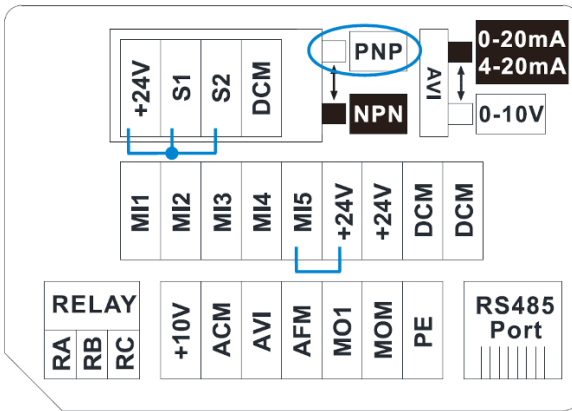 +24V S1 S2 DCM
PNP
NPN
AVI
0-20mA
4-20mA
0-10V
MI1 MI2 MI3 MI4 MI5 +24V +24V DCM DCM
RELAY
RA RB RC
+10V ACM AVI AFM MO1 MOM PE
RS485
Port